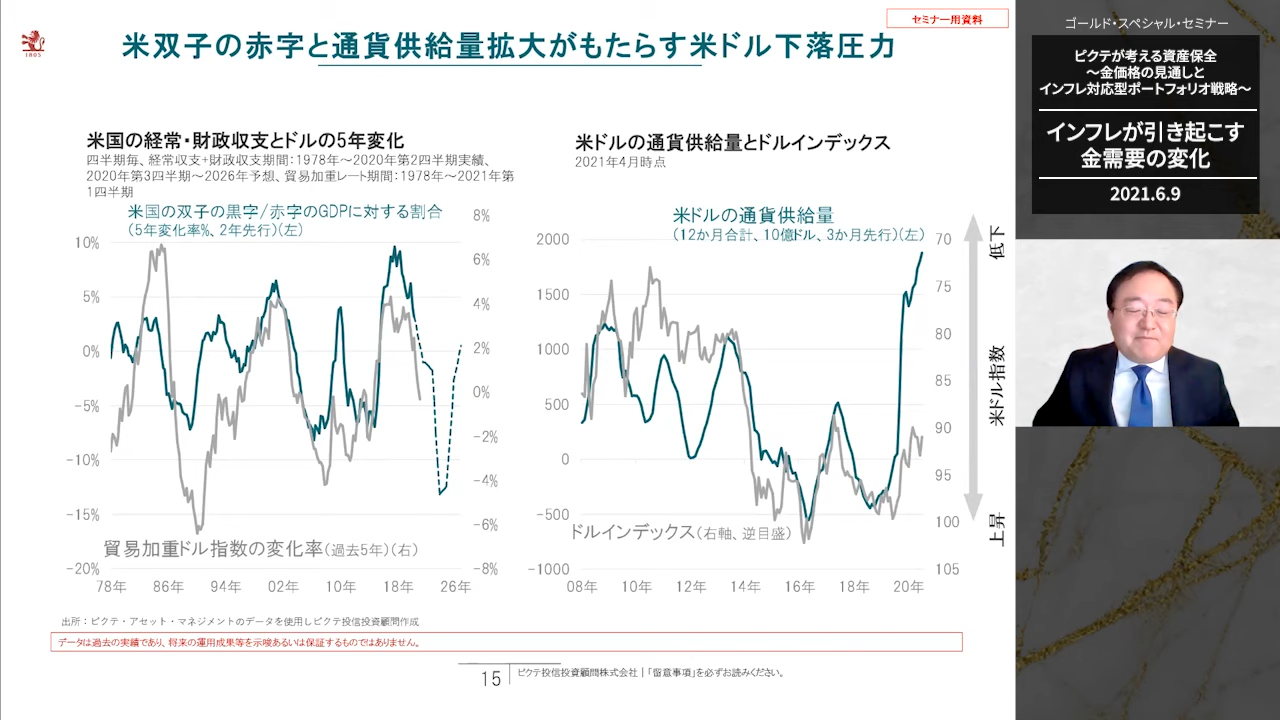 セミナー用資料
1805
米双子の赤字と通貨供給量拡大がもたらす米ドル下落圧力
米国の経常・財政収支とドルの5年変化
四半期毎、経常収支+財政収支期間：1978年～2020年第2四半期実績、
2020年第3四半期～2026年予想、貿易加重レート期間：1978年～2021年第
1四半期
米国の双子の黒字/赤字のGDPに対する割合
(5年変化率%、2年先行)(左)
10%
5%
0%
-5%
-10%
-15%
-20%
8%
6%
4%
2%
0%
-2%
-4%
-6%
-8%
貿易加重ドル指数の変化率(過去5年)(右)
78年 86年 94年 02年 10年 18年 26年
米ドルの通貨供給量とドルインデックス
2021年4月時点
米ドルの通貨供給量
(12か月合計、10億ドル、3か月先行)(左)
2000
1500
1000
500
0
-500
-1000
70
75
80
85
90
95
100
105
ドルインデックス(右軸、逆目盛)
08年 10年 12年 14年 16年 18年 20年
低下
米ドル指数
上昇
出所：ピクテ・アセット・マネジメントのデータを使用しピクテ投信投資顧問作成
データは過去の実績であり、将来の運用成果等を示唆あるいは保証するものではありません。
15
ピクテ投信投資顧問株式会社|「留意事項」を必ずお読みください。
ゴールド・スペシャル・セミナー
ピクテが考える資産保全
～金価格の見通しと
インフレ対応型ポートフォリオ戦略～
インフレが引き起こす
金需要の変化
2021.6.9